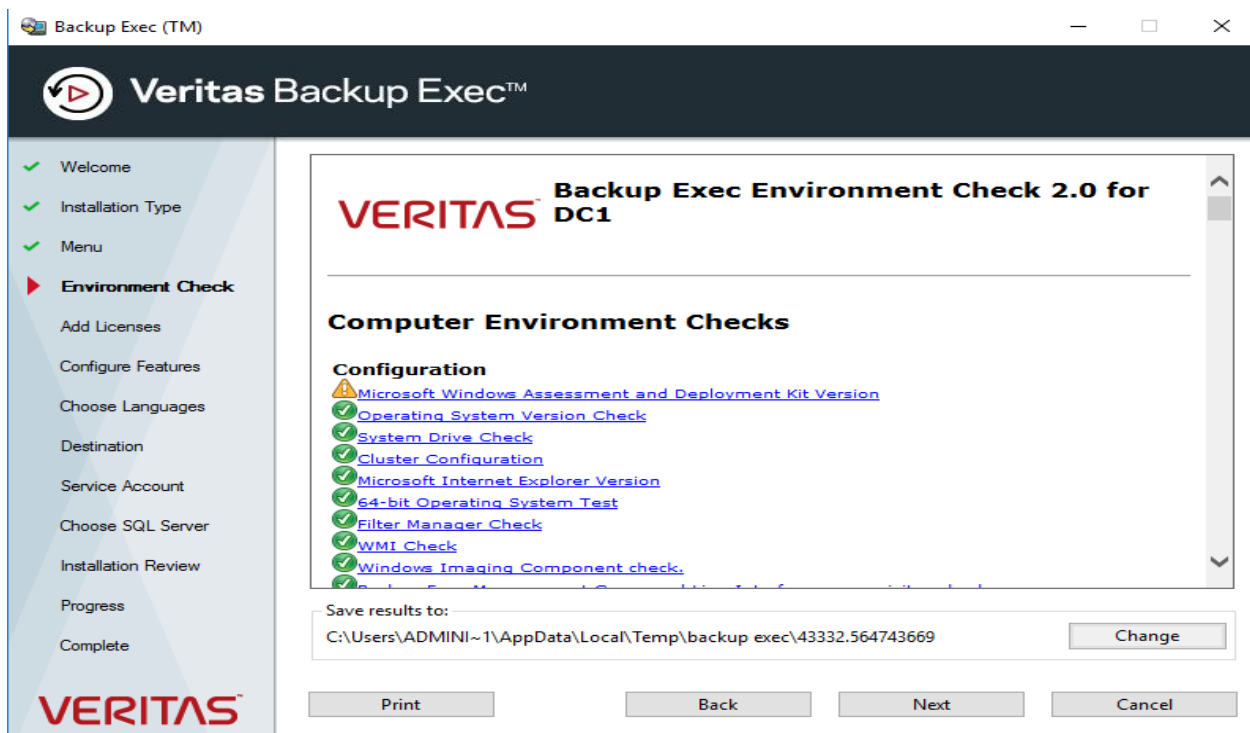 Backup Exec (TM)
Veritas Backup Exec™
Welcome
Installation Type
Menu
Environment Check
Add Licenses
Configure Features
Choose Languages
Destination
Service Account
Choose SQL Server
Installation Review
Progress
Complete
VERITAS™
VERITAS™
Backup Exec Environment Check 2.0 for
DC1
Computer Environment Checks
Configuration
Microsoft Windows Assessment and Deployment Kit Version
Operating System Version Check
System Drive Check
Cluster Configuration
Microsoft Internet Explorer Version
64-bit Operating System Test
Filter Manager Check
WMI Check
Windows Imaging Component check.
Save results to:
C:\Users\ADMINI~1\AppData\Local\Temp\backup exec\43332.564743669
Change
Print
Back
Next
Cancel